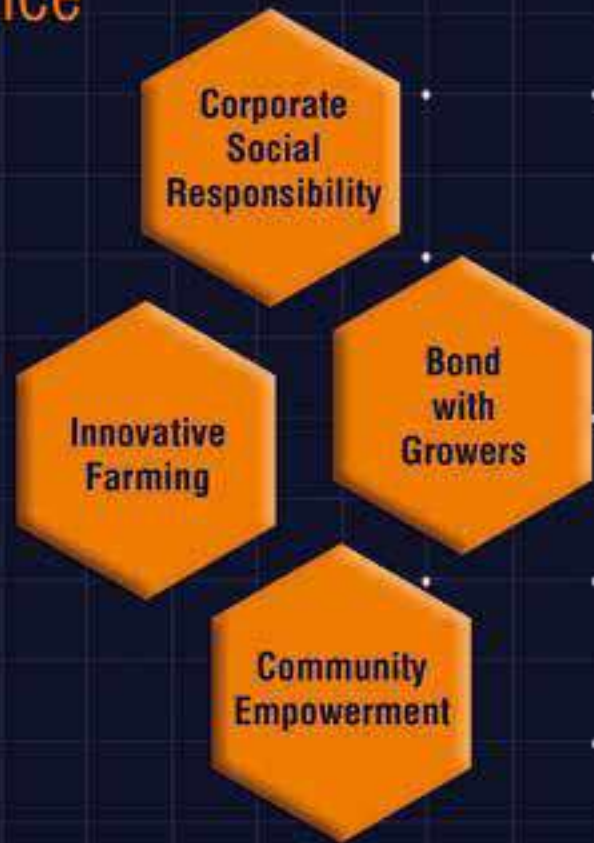 Corporate
Social
Responsibility
Bond
with
Growers
Innovative
Farming
Community
Empowerment